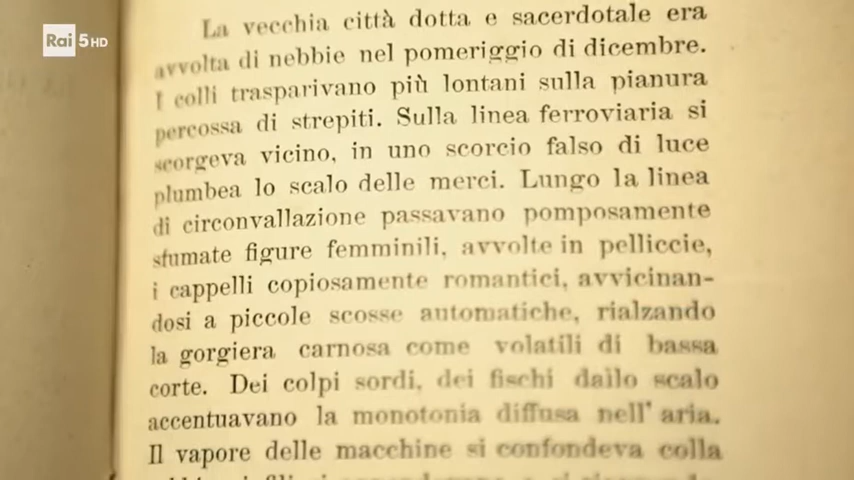 Rai 5HD
La vecchia città dotta e sacerdotale era
avvolta di nebbie nel pomeriggio di dicembre.
I colli trasparivano più lontani sulla pianura
percossa di strepiti. Sulla linea ferroviaria si
scorgeva vicino, in uno scorcio falso di luce
plumbea lo scalo delle merci. Lungo la linea
di circonvallazione passavano pomposamente
sfumate figure femminili, avvolte in pelliccie,
i cappelli copiosamente romantici, avvicinan-
dosi a piccole scosse automatiche, rialzando
la gorgiera carnosa come volatili di bassa
corte. Dei colpi sordi, dei fischi dallo scalo
accentuavano la monotonia diffusa nell' aria.
Il vapore delle macchine si confondeva colla